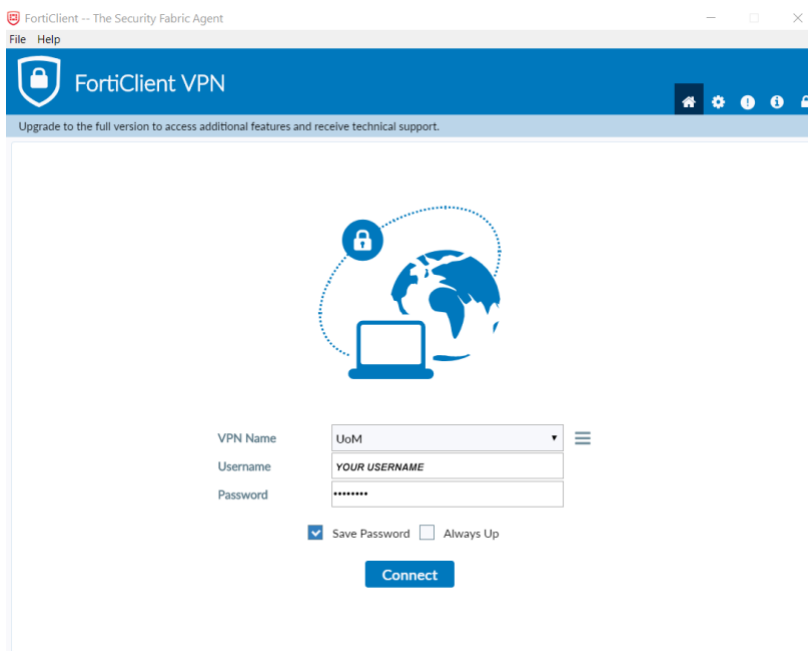 FortiClient -- The Security Fabric Agent
File Help
FortiClient VPN
Upgrade to the full version to access additional features and receive technical support.
VPN Name UoM
Username YOUR USERNAME
Password ••••••••
Save Password Always Up
Connect